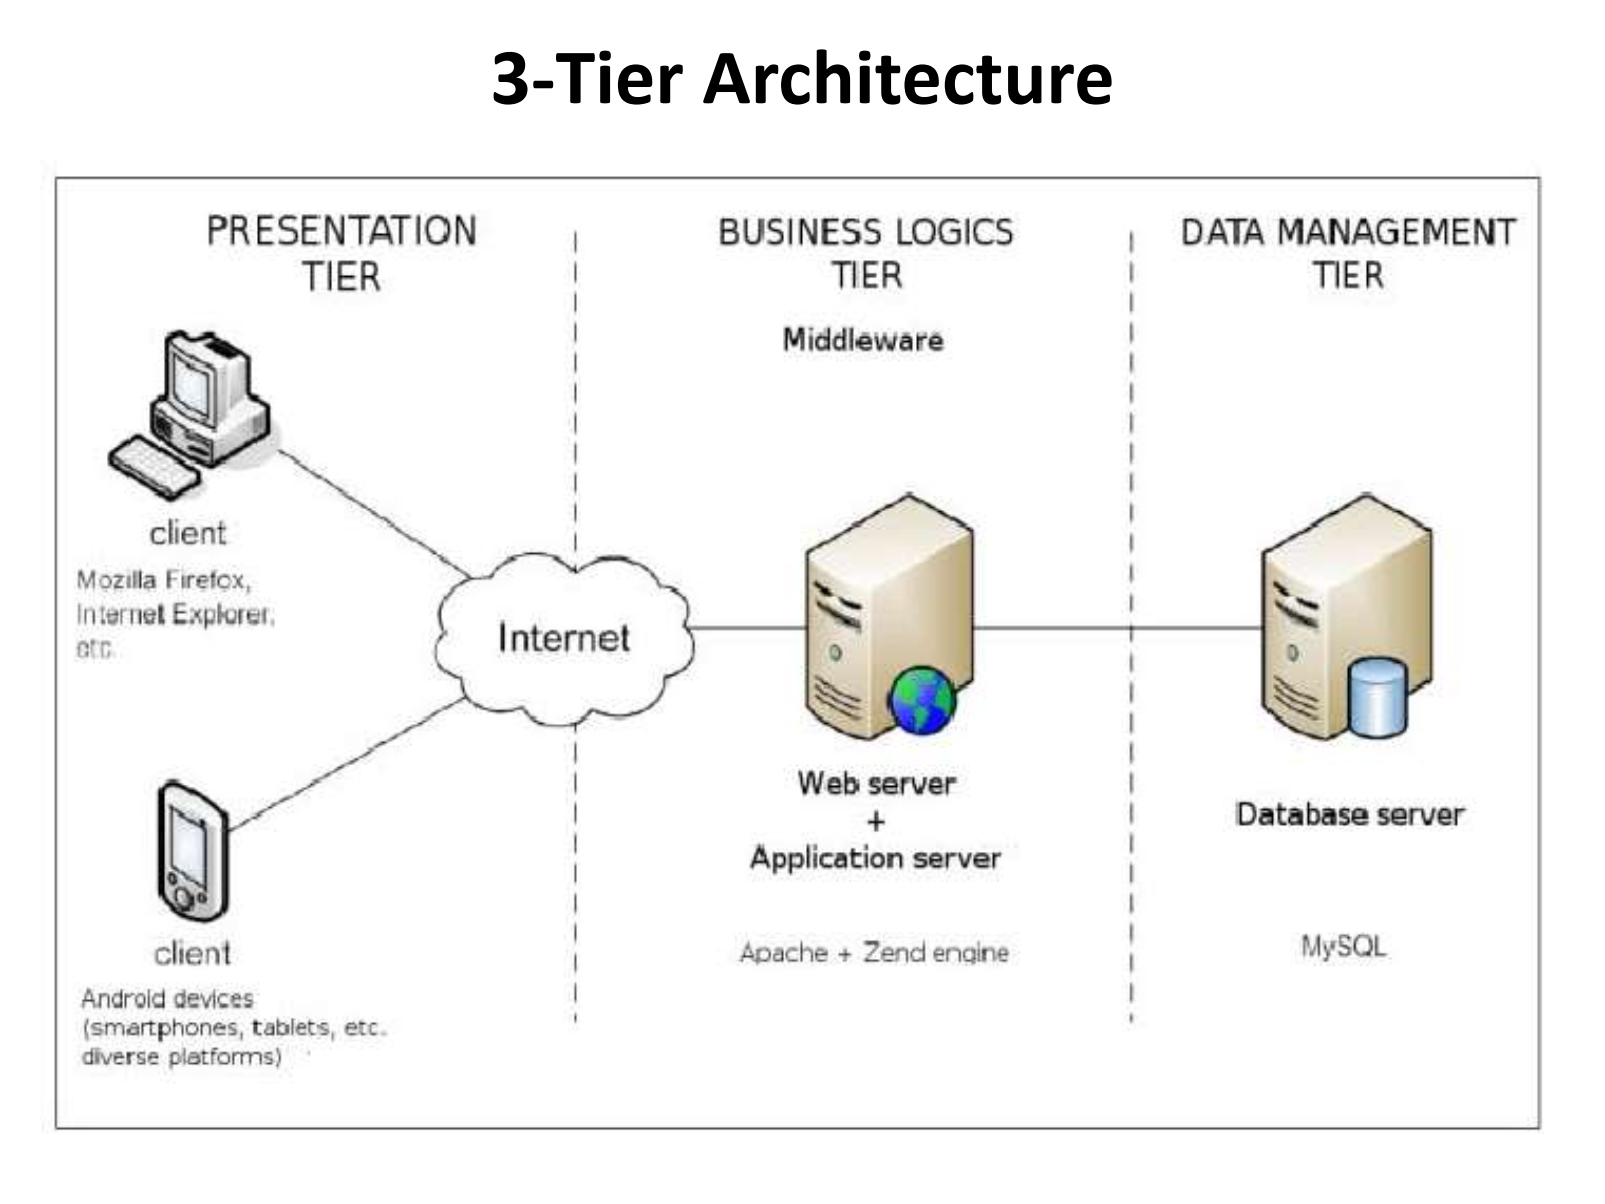 3-Tier Architecture
PRESENTATION
TIER
BUSINESS LOGICS
TIER
DATA MANAGEMENT
TIER
Middleware
client
Mozilla Firefox,
Internet Explorer,
etc.
Internet
Web server
+
Application server
Database server
client
Apache + Zend engine
MySQL
Android devices
(smartphones, tablets, etc.
diverse platforms)